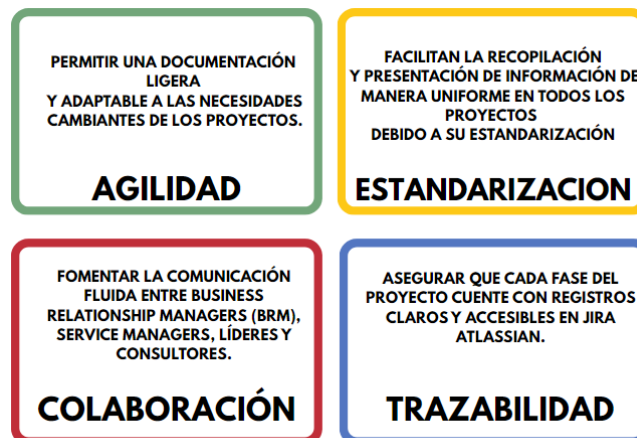 PERMITIR UNA DOCUMENTACIÓN
LIGERA
Y ADAPTABLE A LAS NECESIDADES
CAMBIANTES DE LOS PROYECTOS.
AGILIDAD
FACILITAN LA RECOPILACIÓN
Y PRESENTACIÓN DE INFORMACIÓN DE
MANERA UNIFORME EN TODOS LOS
PROYECTOS
DEBIDO A SU ESTANDARIZACIÓN
ESTANDARIZACION
FOMENTAR LA COMUNICACIÓN
FLUIDA ENTRE BUSINESS
RELATIONSHIP MANAGERS (BRM),
SERVICE MANAGERS, LÍDERES Y
CONSULTORES.
COLABORACIÓN
ASEGURAR QUE CADA FASE DEL
PROYECTO CUENTE CON REGISTROS
CLAROS Y ACCESIBLES EN JIRA
ATLASSIAN.
TRAZABILIDAD